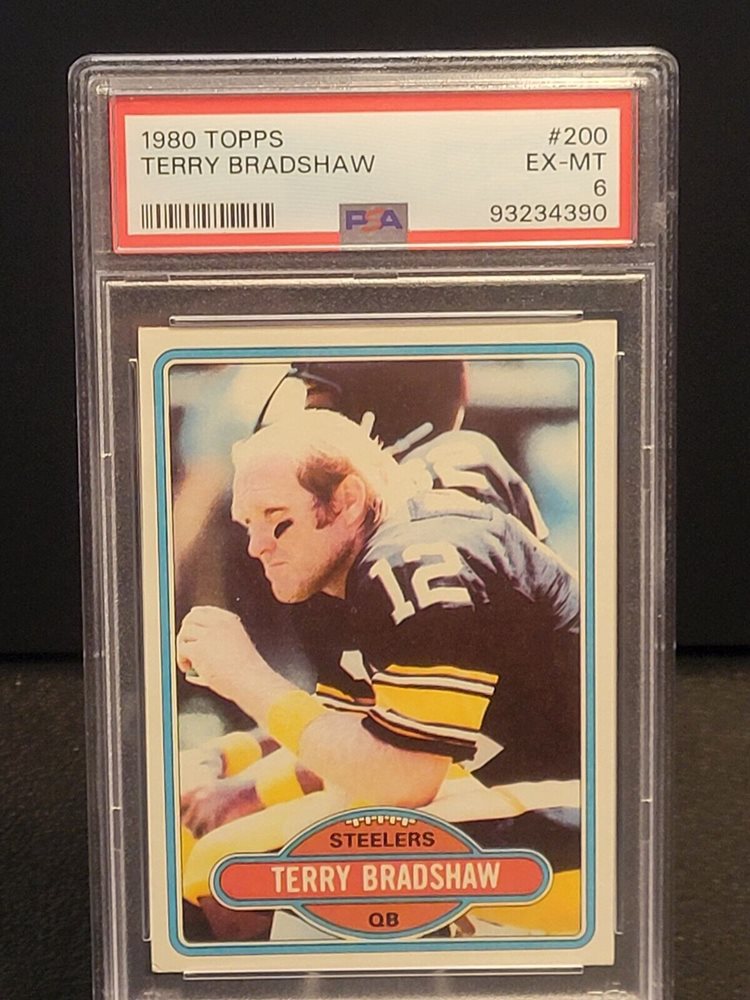 1980 TOPPS #200
TERRY BRADSHAW EX-MT
6
PSA 93234390
12
STEELERS
TERRY BRADSHAW
QB